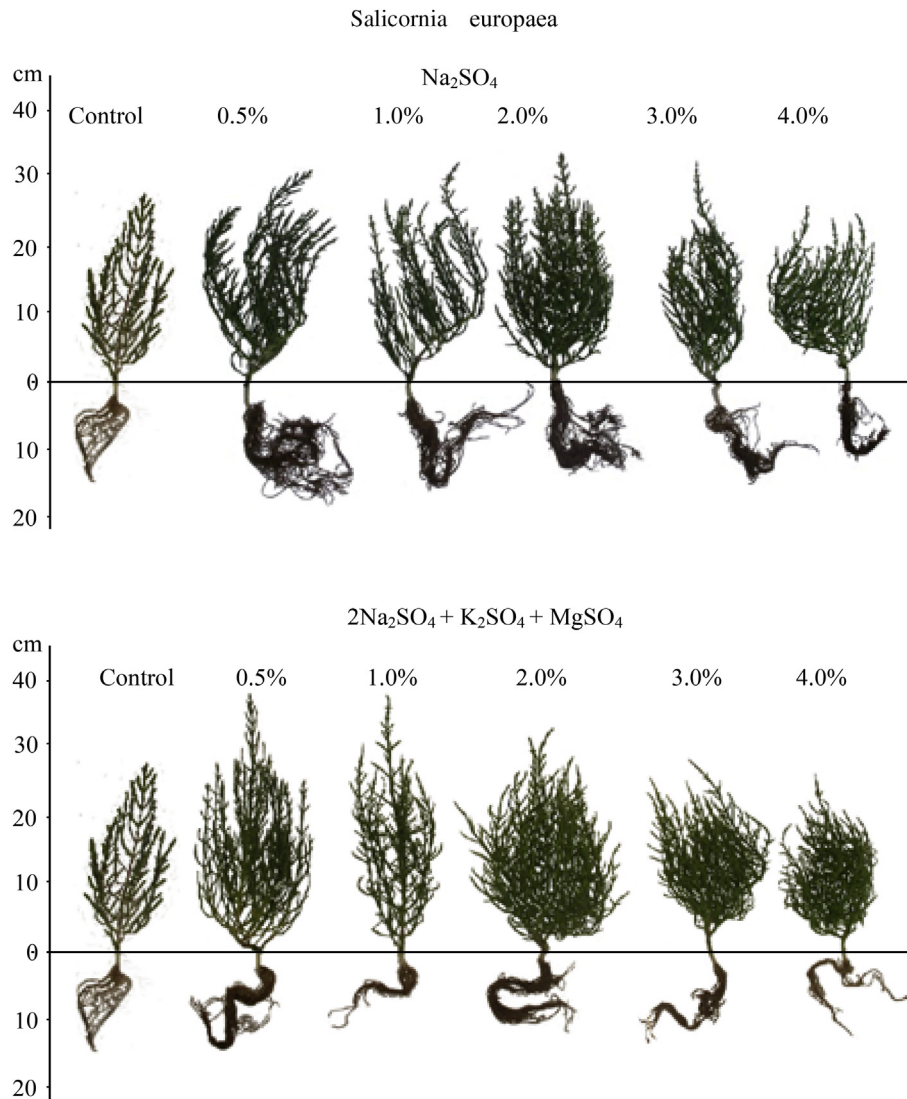 Salicornia europaea
cm
Na₂SO₄
40
Control 0.5% 1.0% 2.0% 3.0% 4.0%
30
20
10
0
10
20
2Na₂SO₄ + K₂SO₄ + MgSO₄
cm
40
Control 0.5% 1.0% 2.0% 3.0% 4.0%
30
20
10
0
10
20